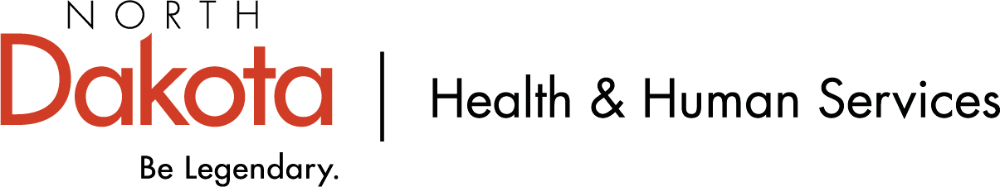 NORTH
Dakota
Be Legendary.
Health & Human Services